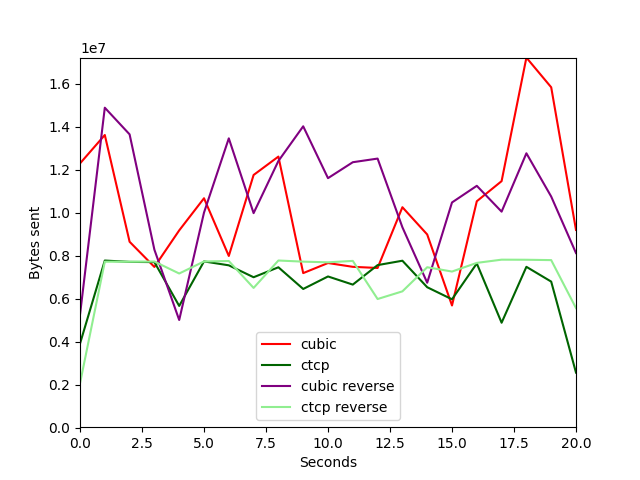 1e7
1.6
1.4
1.2
1.0
0.8
0.6
0.4
0.2
0.0
Bytes sent
cubic
ctcp
cubic reverse
ctcp reverse
0.0 2.5 5.0 7.5 10.0 12.5 15.0 17.5 20.0
Seconds